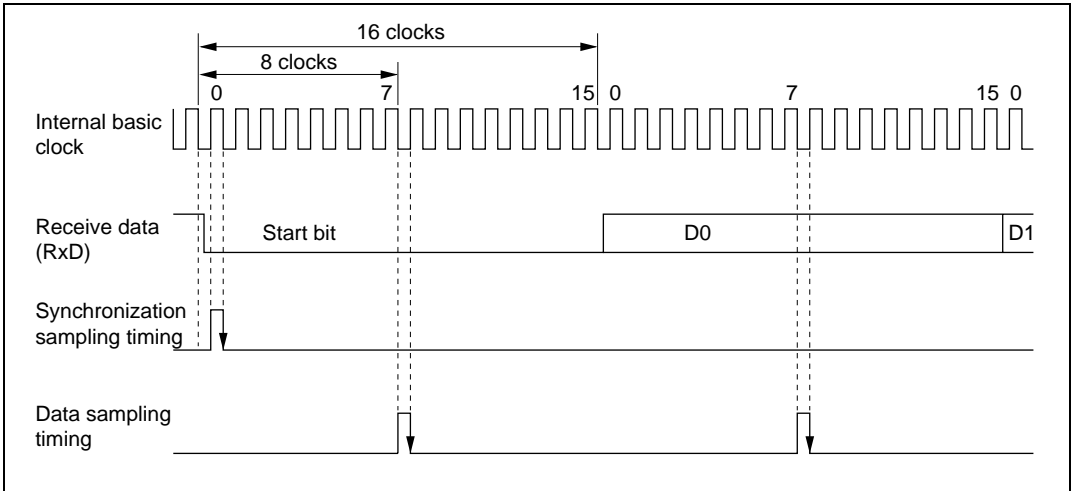 16 clocks
8 clocks
0 7 15 0 7 15 0
Internal basic
clock
Receive data
(RxD)
Start bit D0 D1
Synchronization
sampling timing
Data sampling
timing